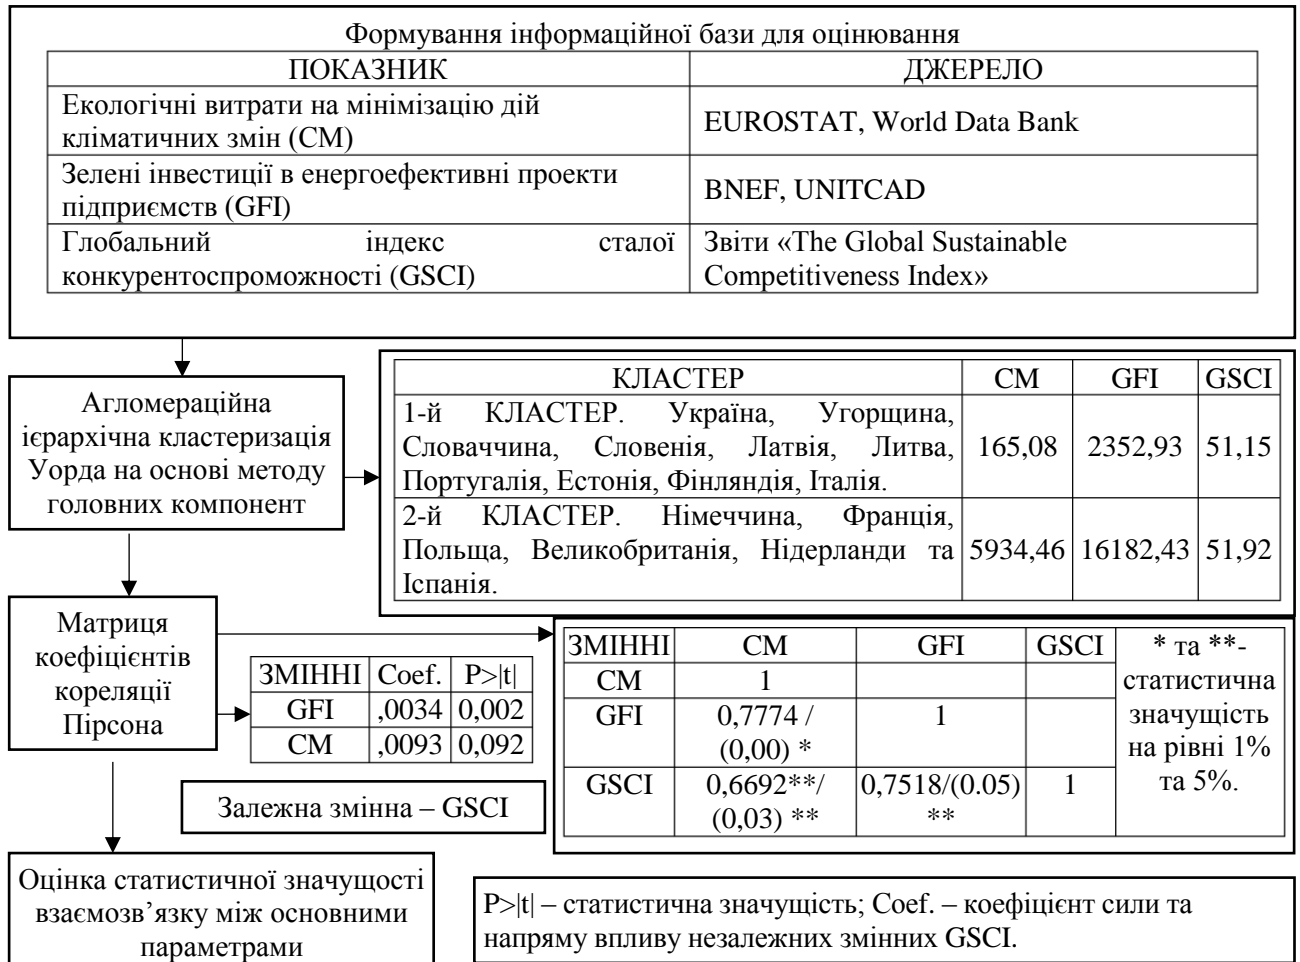 Формування інформаційної бази для оцінювання
ПОКАЗНИК ДЖЕРЕЛО
Екологічні витрати на мінімізацію дій
кліматичних змін (СМ)
EUROSTAT, World Data Bank
Зелені інвестиції в енергоефективні проекти
підприємств (GFI)
BNEF, UNITCAD
Глобальний індекс сталої
конкурентоспроможності (GSCI)
Звіти «The Global Sustainable
Competitiveness Index»
Агломераційна
ієрархічна кластеризація
Уорда на основі методу
головних компонент
КЛАСТЕР СМ GFI GSCI
1-й КЛАСТЕР. Україна, Угорщина,
Словаччина, Словенія, Латвія, Литва,
Португалія, Естонія, Фінляндія, Італія.
165,08 2352,93 51,15
2-й КЛАСТЕР. Німеччина, Франція,
Польща, Великобританія, Нідерланди та
Іспанія.
5934,46 16182,43 51,92
Матриця
коефіцієнтів
кореляції
Пірсона
ЗМІННІ Coef. P>|t|
GFI ,0034 0,002
СМ ,0093 0,092
Залежна змінна – GSCI
ЗМІННІ СМ GFI GSCI
СМ 1
GFI 0,7774 / 1
(0,00) *
GSCI 0,6692**/ 0,7518/(0.05) 1
(0,03) ** **
* та **-
статистична
значущість
на рівні 1%
та 5%.
Оцінка статистичної значущості
взаємозв’язку між основними
параметрами
P>|t| – статистична значущість; Coef. – коефіцієнт сили та
напряму впливу незалежних змінних GSCI.